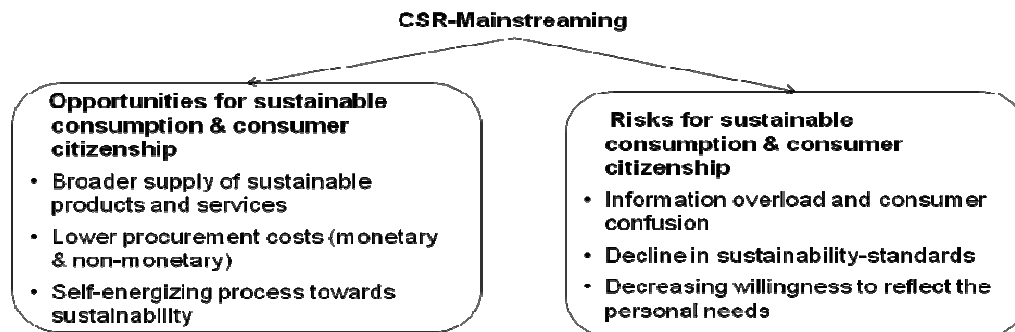 CSR-Mainstreaming
Opportunities for sustainable
consumption & consumer
citizenship
• Broader supply of sustainable
products and services
• Lower procurement costs (monetary
& non-monetary)
• Self-energizing process towards
sustainability
Risks for sustainable
consumption & consumer
citizenship
• Information overload and consumer
confusion
• Decline in sustainability-standards
• Decreasing willingness to reflect the
personal needs